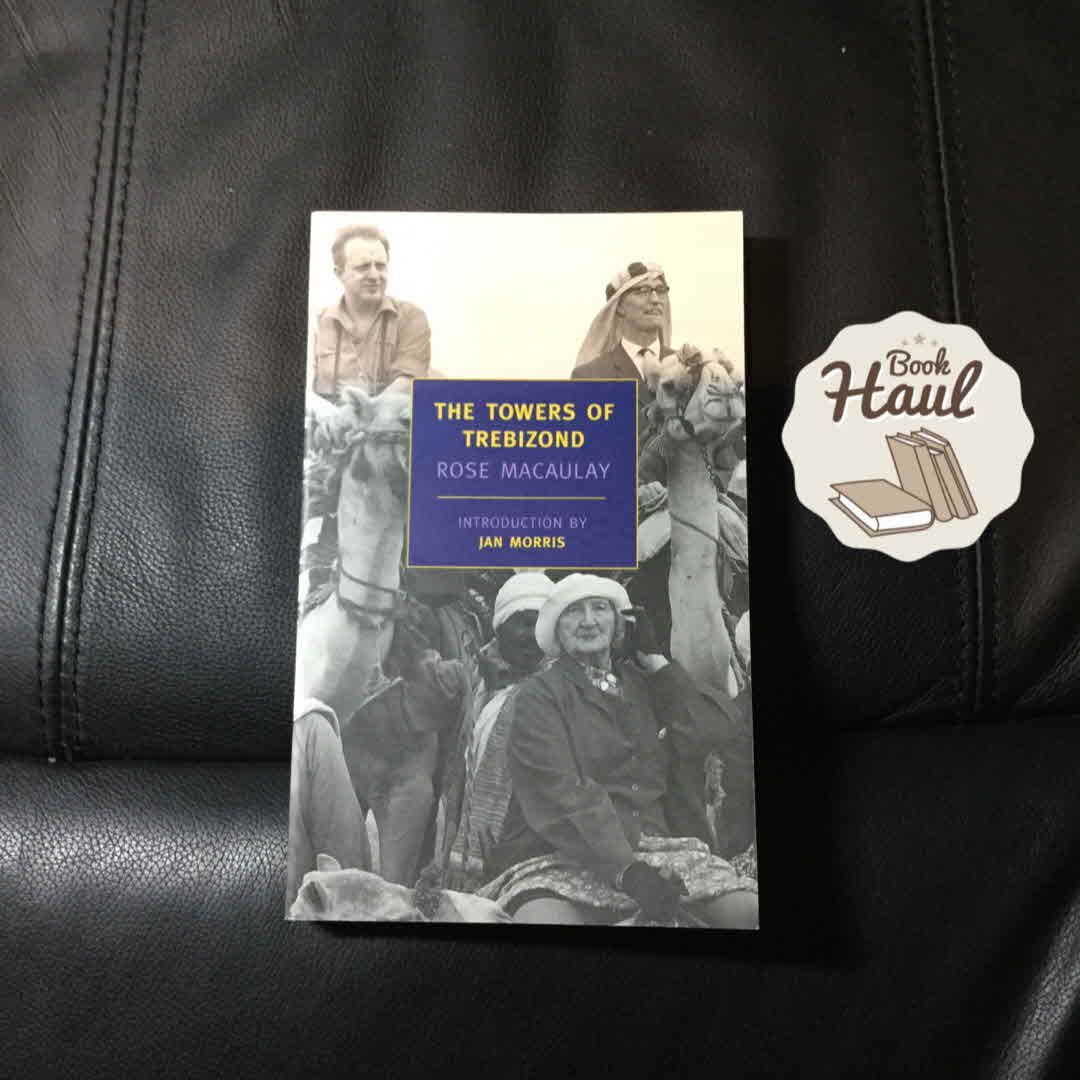 THE TOWERS OF
TREBIZOND
ROSE MACAULAY
INTRODUCTION BY
JAN MORRIS
Book
Haul